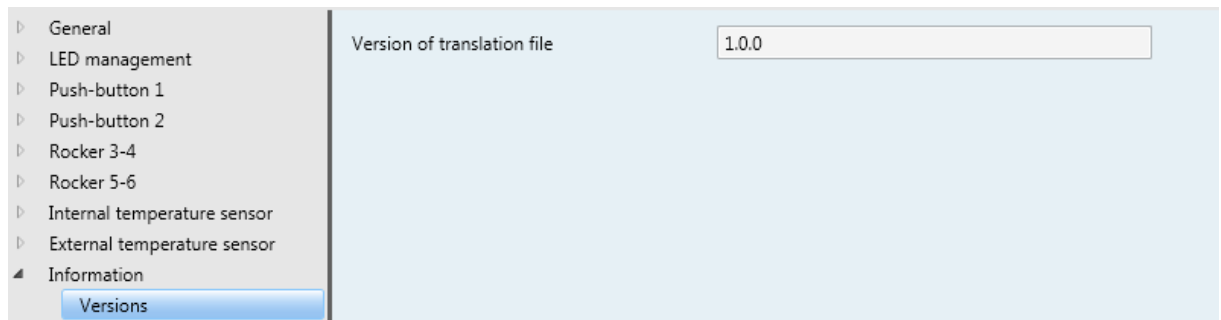 General
LED management
Push-button 1
Push-button 2
Rocker 3-4
Rocker 5-6
Internal temperature sensor
External temperature sensor
Information
Versions
Version of translation file 1.0.0